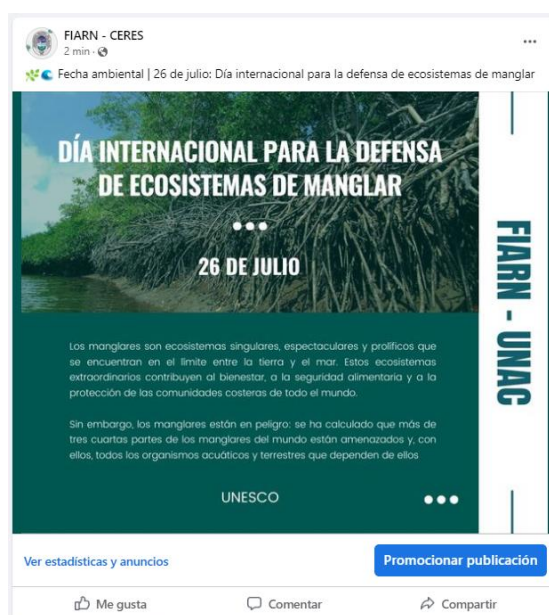 FIARN - CERES
2 min ·
Fecha ambiental | 26 de julio: Día internacional para la defensa de ecosistemas de manglar
DÍA INTERNACIONAL PARA LA DEFENSA
DE ECOSISTEMAS DE MANGLAR
26 DE JULIO
FIARN - UNAC
Los manglares son ecosistemas singulares, espectaculares y prolíficos que
se encuentran en el límite entre la tierra y el mar. Estos ecosistemas
extraordinarios contribuyen al bienestar, a la seguridad alimentaria y a la
protección de las comunidades costeras de todo el mundo.
Sin embargo, los manglares están en peligro: se ha calculado que más de
tres cuartas partes de los manglares del mundo están amenazados y, con
ellos, todos los organismos acuáticos y terrestres que dependen de ellos
UNESCO
Ver estadísticas y anuncios
Promocionar publicación
Me gusta
Comentar
Compartir